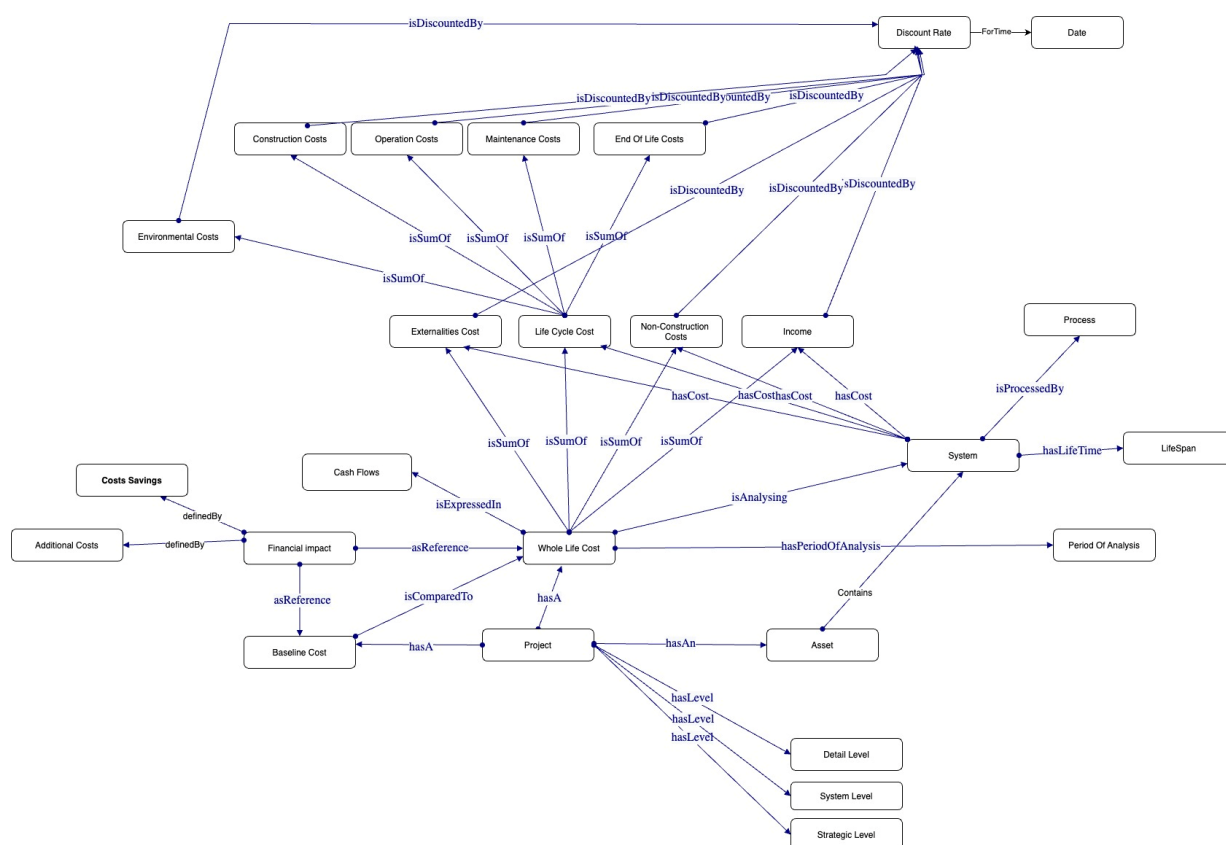 isDiscountedBy
Discount Rate
ForTime
Date
isDiscountedBy
isDiscountedBy
ountedBy
isDiscountedBy
Construction Costs
Operation Costs
Maintenance Costs
End Of Life Costs
isDiscountedBy
isDiscountedBy
sDiscountedBy
Environmental Costs
isSumOf
isSumOf
isSumOf
isSumOf
isSumOf
Externalities Cost
Life Cycle Cost
Non-Construction
Costs
Income
Process
hasCost
hasCost
hasCost
hasCost
isProcessedBy
isSumOf
isSumOf
isSumOf
isSumOf
System
hasLifeTime
LifeSpan
Cash Flows
Costs Savings
isExpressedIn
isAnalysing
definedBy
Additional Costs
definedBy
Financial impact
asReference
Whole Life Cost
hasPeriodOfAnalysis
Period Of Analysis
asReference
isComparedTo
hasA
Contains
Baseline Cost
hasA
Project
hasAn
Asset
hasLevel
hasLevel
hasLevel
Detail Level
System Level
Strategic Level